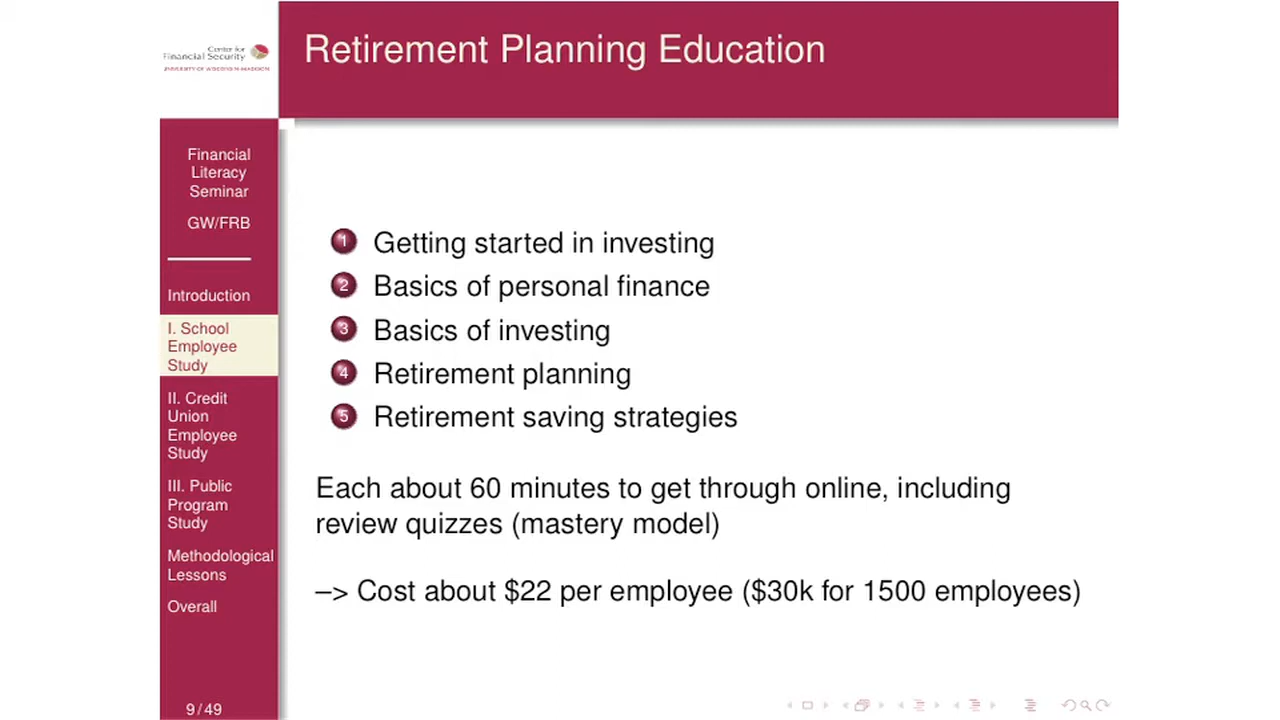 Center for
Financial Security
UNIVERSITY OF WISCONSIN-MADISON
Retirement Planning Education
Financial
Literacy
Seminar
GW/FRB
Introduction
I. School
Employee
Study
II. Credit
Union
Employee
Study
III. Public
Program
Study
Methodological
Lessons
Overall
9 / 49
1 Getting started in investing
2 Basics of personal finance
3 Basics of investing
4 Retirement planning
5 Retirement saving strategies
Each about 60 minutes to get through online, including
review quizzes (mastery model)
–> Cost about $22 per employee ($30k for 1500 employees)